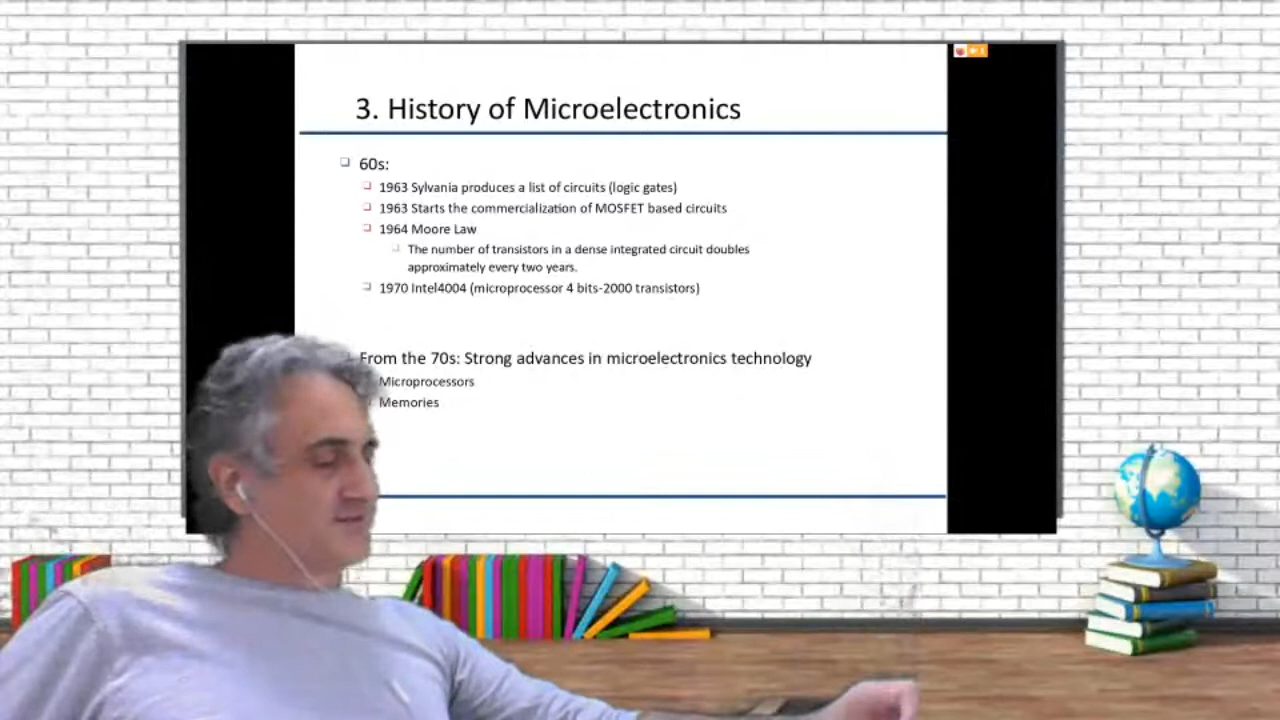 3. History of Microelectronics
60s:
1963 Sylvania produces a list of circuits (logic gates)
1963 Starts the commercialization of MOSFET based circuits
1964 Moore Law
The number of transistors in a dense integrated circuit doubles
approximately every two years.
1970 Intel4004 (microprocessor 4 bits-2000 transistors)
From the 70s: Strong advances in microelectronics technology
Microprocessors
Memories